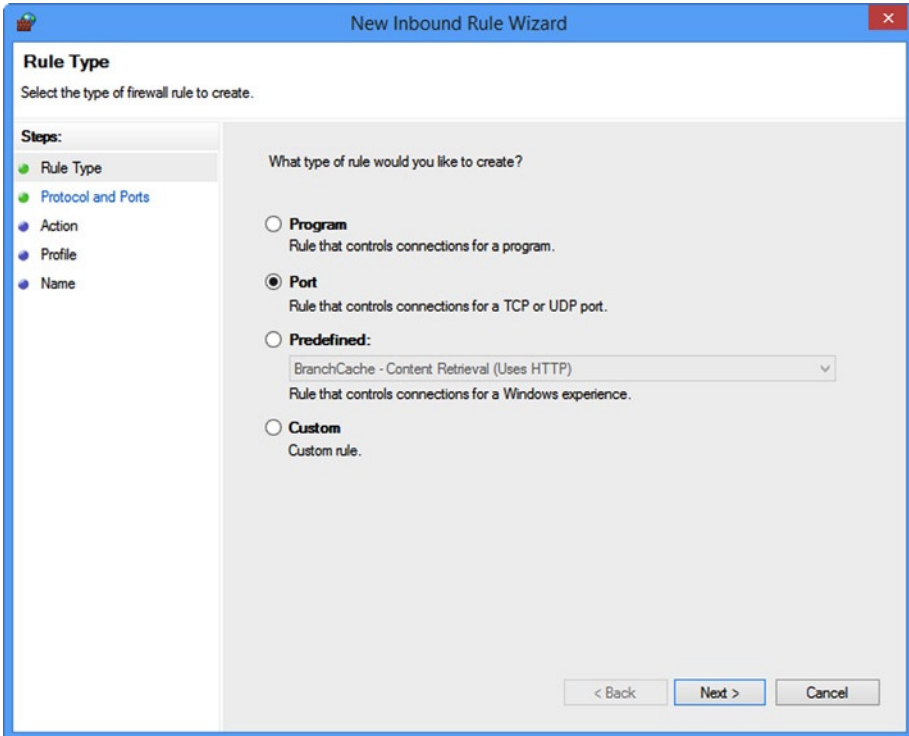 New Inbound Rule Wizard
Rule Type
Select the type of firewall rule to create.
Steps:
Rule Type
Protocol and Ports
Action
Profile
Name
What type of rule would you like to create?
Program
Rule that controls connections for a program.
Port
Rule that controls connections for a TCP or UDP port.
Predefined:
BranchCache - Content Retrieval (Uses HTTP)
Rule that controls connections for a Windows experience.
Custom
Custom rule.
< Back Next > Cancel